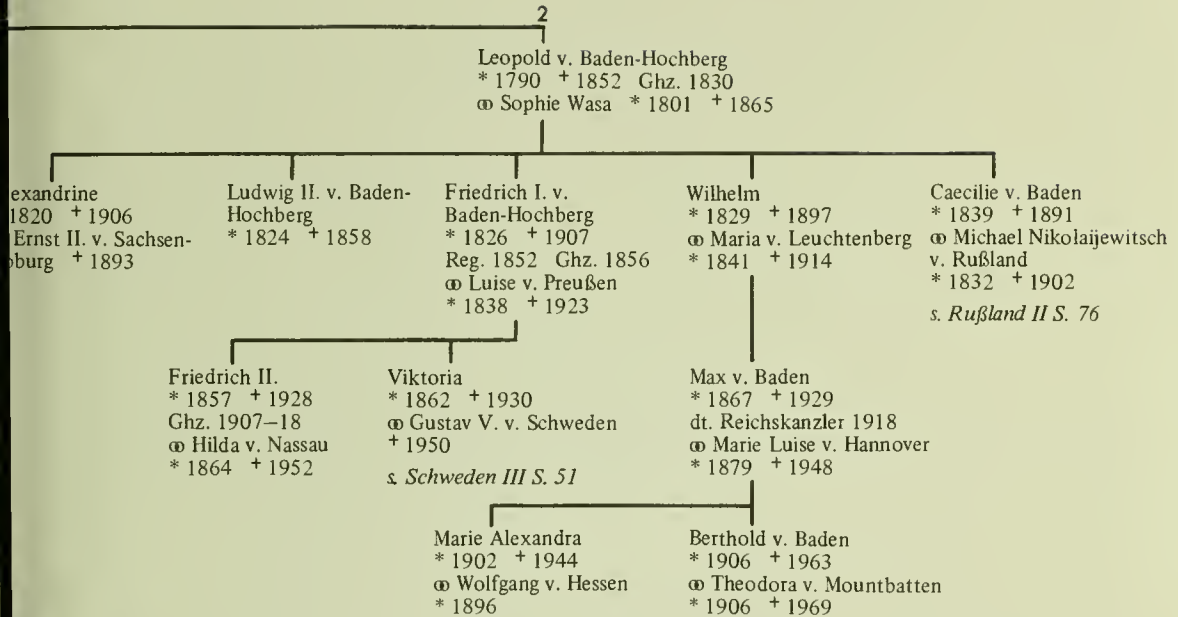 2
Leopold v. Baden-Hochberg
* 1790 + 1852 Ghz. 1830
⚭ Sophie Wasa * 1801 + 1865
exandrine
1820 + 1906
Ernst II. v. Sachsen-
burg + 1893
Ludwig II. v. Baden-
Hochberg
* 1824 + 1858
Friedrich I. v.
Baden-Hochberg
* 1826 + 1907
Reg. 1852 Ghz. 1856
⚭ Luise v. Preußen
* 1838 + 1923
Wilhelm
* 1829 + 1897
⚭ Maria v. Leuchtenberg
* 1841 + 1914
Caecilie v. Baden
* 1839 + 1891
⚭ Michael Nikolaijewitsch
v. Rußland
* 1832 + 1902
s. Rußland II S. 76
Friedrich II.
* 1857 + 1928
Ghz. 1907–18
⚭ Hilda v. Nassau
* 1864 + 1952
Viktoria
* 1862 + 1930
⚭ Gustav V. v. Schweden
+ 1950
s. Schweden III S. 51
Max v. Baden
* 1867 + 1929
dt. Reichskanzler 1918
⚭ Marie Luise v. Hannover
* 1879 + 1948
Marie Alexandra
* 1902 + 1944
⚭ Wolfgang v. Hessen
* 1896
Berthold v. Baden
* 1906 + 1963
⚭ Theodora v. Mountbatten
* 1906 + 1969